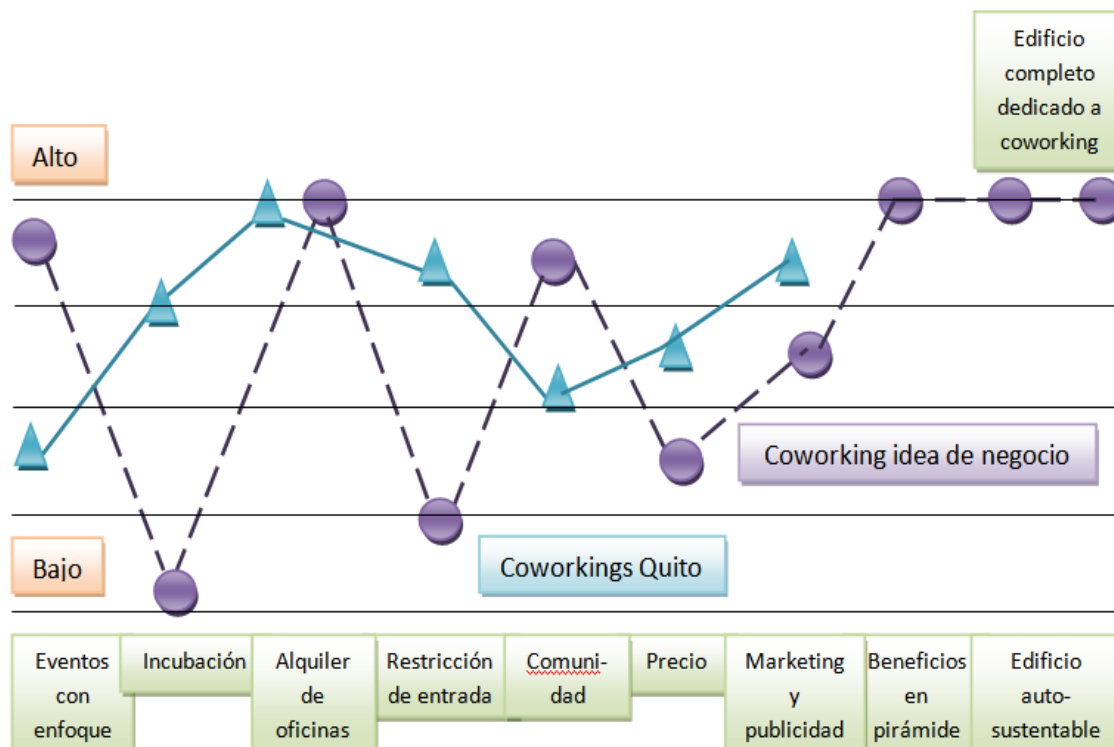 Edificio
completo
dedicado a
coworking
Alto
Coworking idea de negocio
Bajo
Coworkings Quito
Eventos
con
enfoque
Incubación
Alquiler
de
oficinas
Restricción
de entrada
Comuni-
dad
Precio
Marketing
y
publicidad
Beneficios
en
pirámide
Edificio
auto-
sustentable